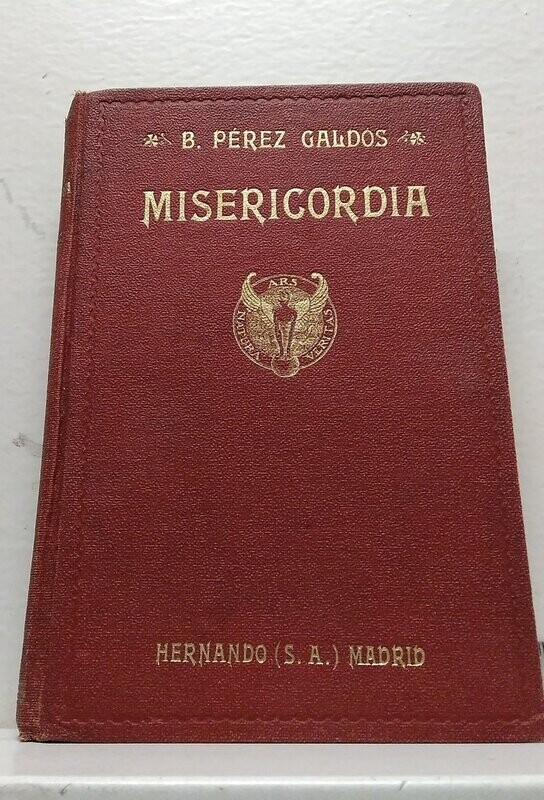 B. PÉREZ GALDÓS
MISERICORDIA
ARS
NATURA
VERITAS
HERNANDO (S. A.) MADRID